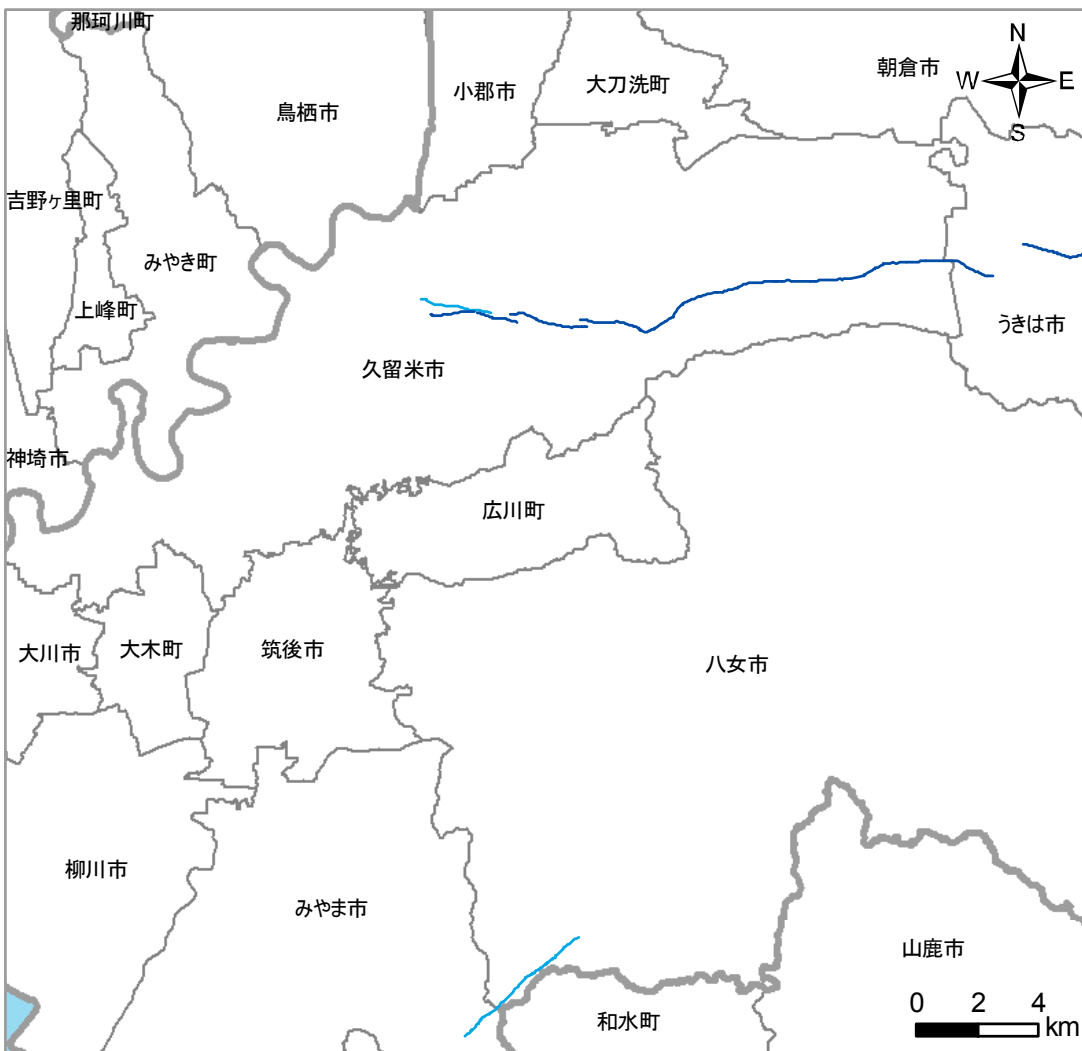 那珂川町
N
W
E
S
朝倉市
小郡市
大刀洗町
鳥栖市
吉野ヶ里町
みやき町
上峰町
うきは市
久留米市
神埼市
広川町
大川市
大木町
筑後市
八女市
柳川市
みやま市
山鹿市
和水町
0 2 4
km